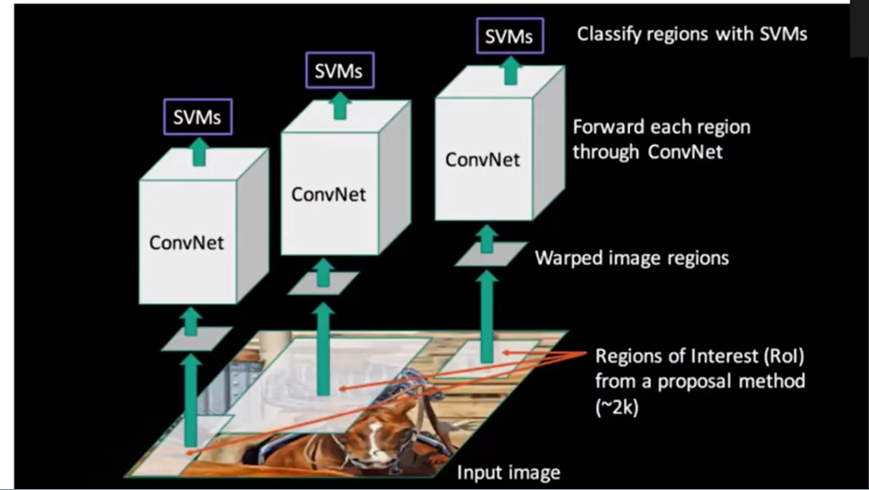 SVMs
Classify regions with SVMs
SVMs
SVMs
Forward each region
through ConvNet
ConvNet
ConvNet
ConvNet
Warped image regions
Regions of Interest (RoI)
from a proposal method
(~2k)
Input image